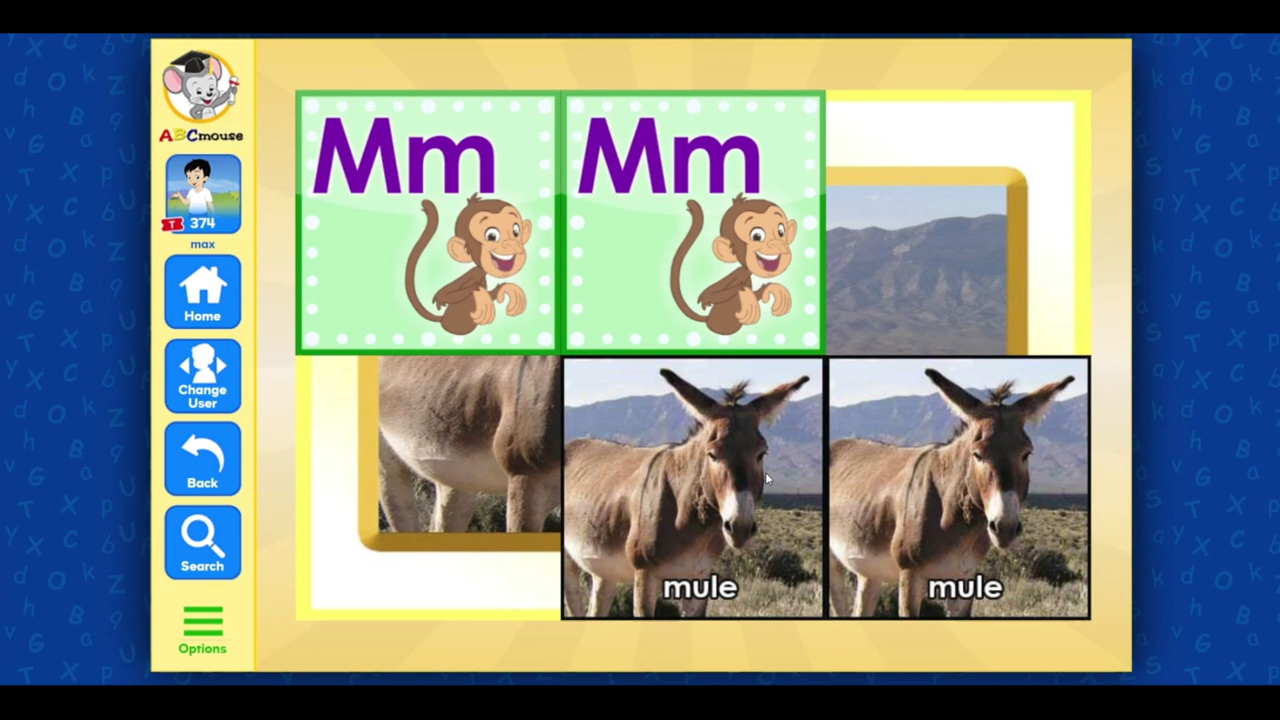 ABCmouse
T 374
max
Home
Change
User
Back
Search
Options
Mm
Mm
mule
mule